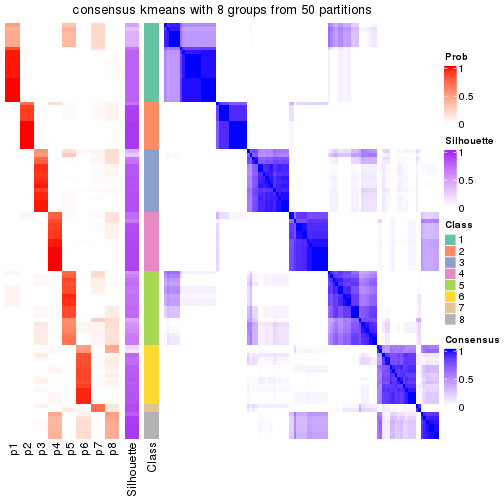 consensus kmeans with 8 groups from 50 partitions
Prob
1
0.5
0
Silhouette
1
0.5
0
Class
1
2
3
4
5
6
7
8
Consensus
1
0.5
0
p1
p2
p3
p4
p5
p6
p7
p8
Silhouette
Class